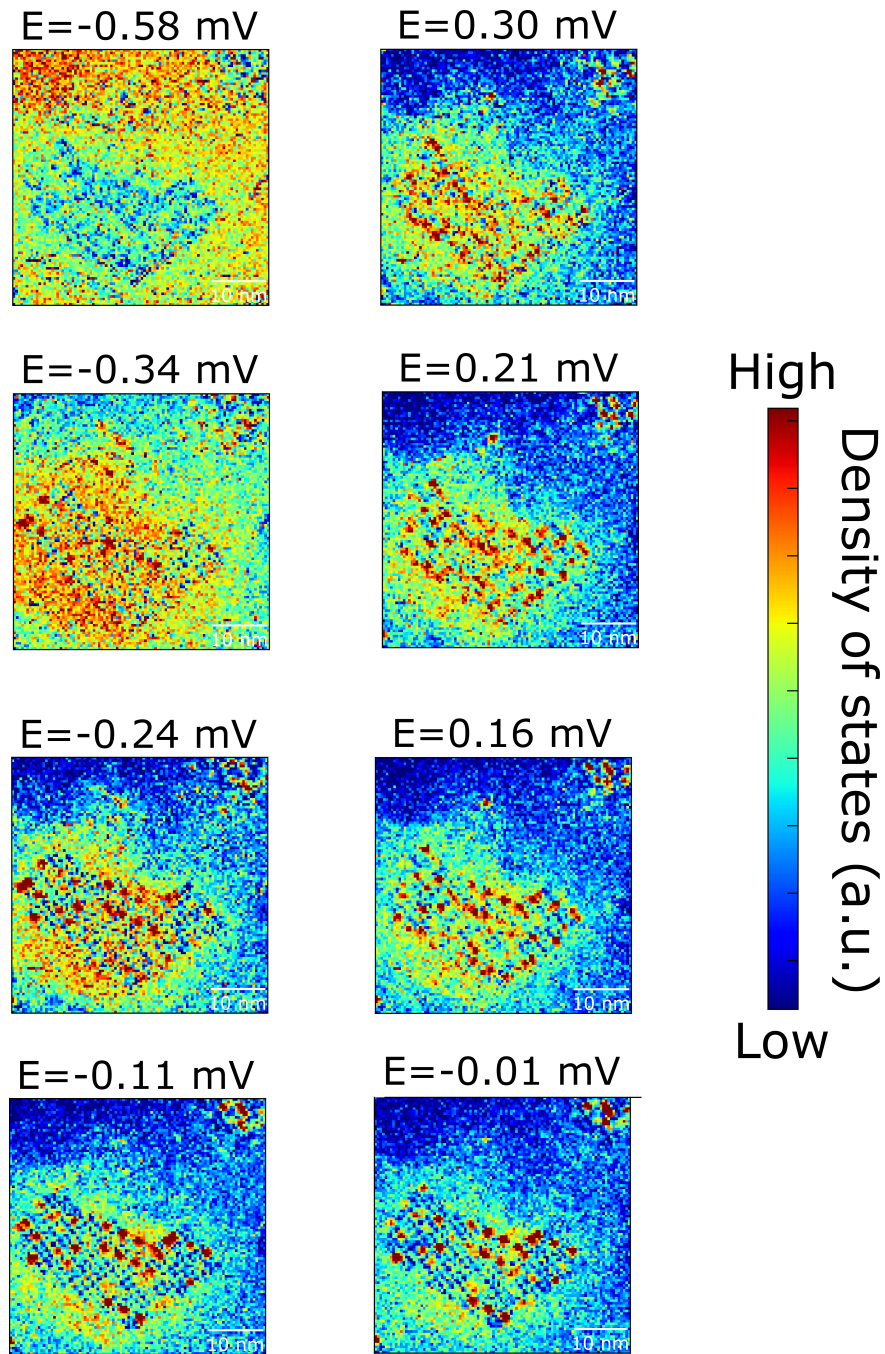 E=-0.58 mV
E=0.30 mV
10 nm
10 nm
E=-0.34 mV
E=0.21 mV
High
10 nm
10 nm
Density of states (a.u.)
E=-0.24 mV
E=0.16 mV
10 nm
10 nm
Low
E=-0.11 mV
E=-0.01 mV
10 nm
10 nm